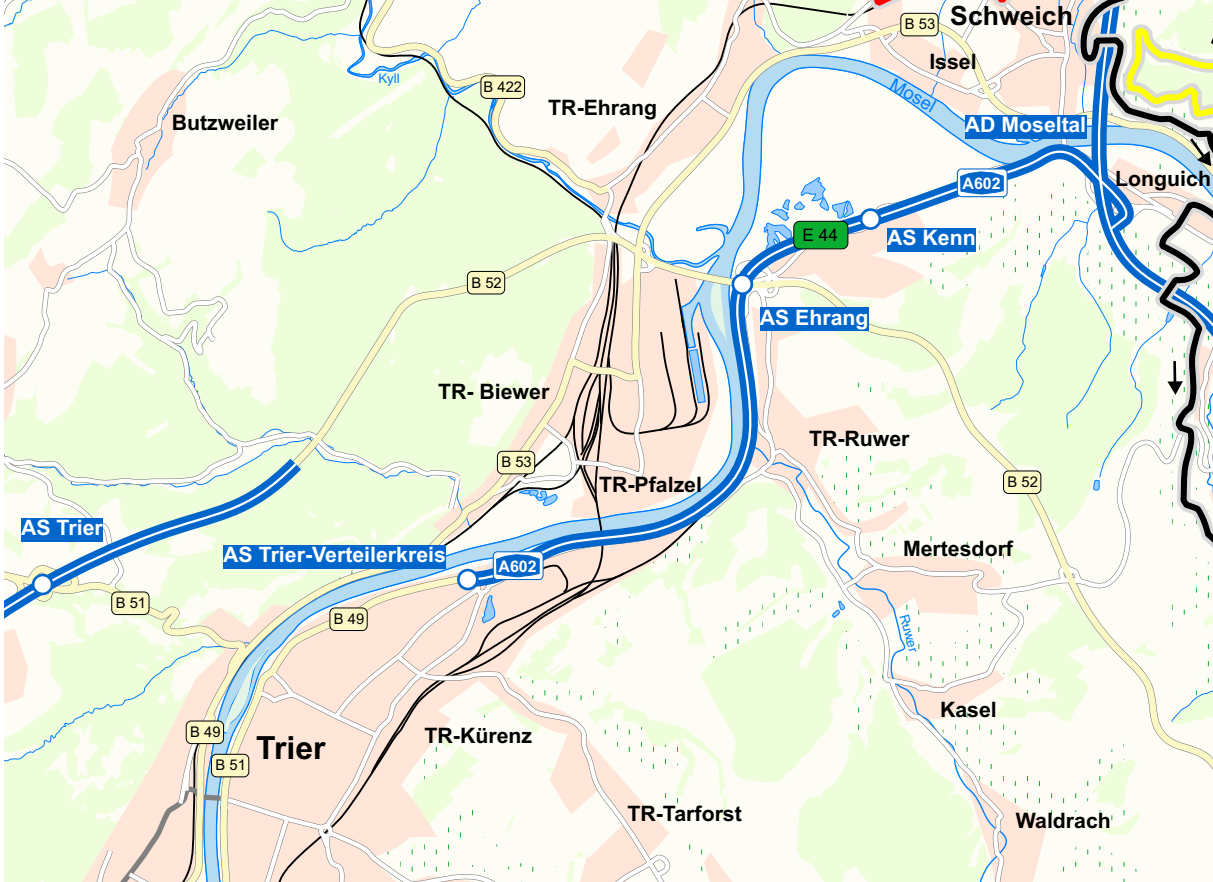 Schweich
B 53
Issel
Kyll
B 422
TR-Ehrang
Mosel
Butzweiler
AD Moseltal
A602
Longuich
E 44
AS Kenn
B 52
AS Ehrang
TR- Biewer
TR-Ruwer
B 53
TR-Pfalzel
B 52
AS Trier
AS Trier-Verteilerkreis
A602
Mertesdorf
B 51
B 49
Ruwer
Kasel
B 49
Trier
TR-Kürenz
B 51
TR-Tarforst
Waldrach